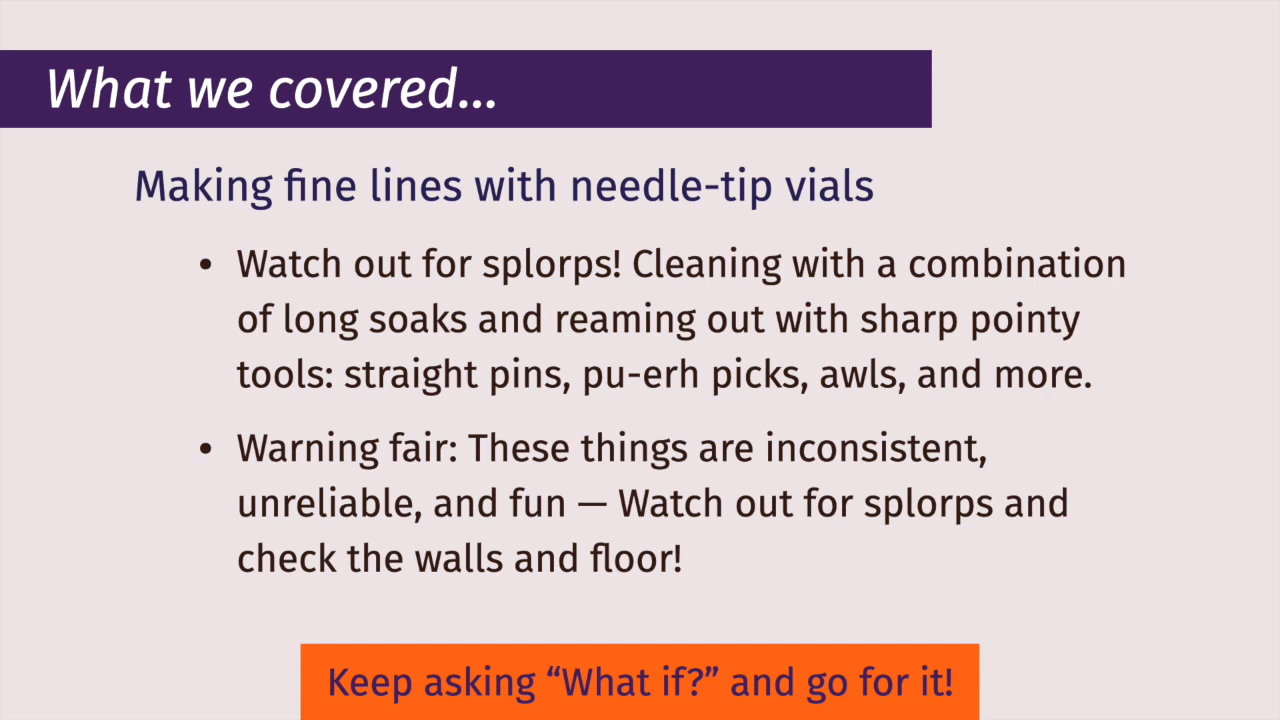 What we covered...
Making fine lines with needle-tip vials
• Watch out for splorps! Cleaning with a combination
of long soaks and reaming out with sharp pointy
tools: straight pins, pu-erh picks, awls, and more.
• Warning fair: These things are inconsistent,
unreliable, and fun — Watch out for splorps and
check the walls and floor!
Keep asking “What if?” and go for it!